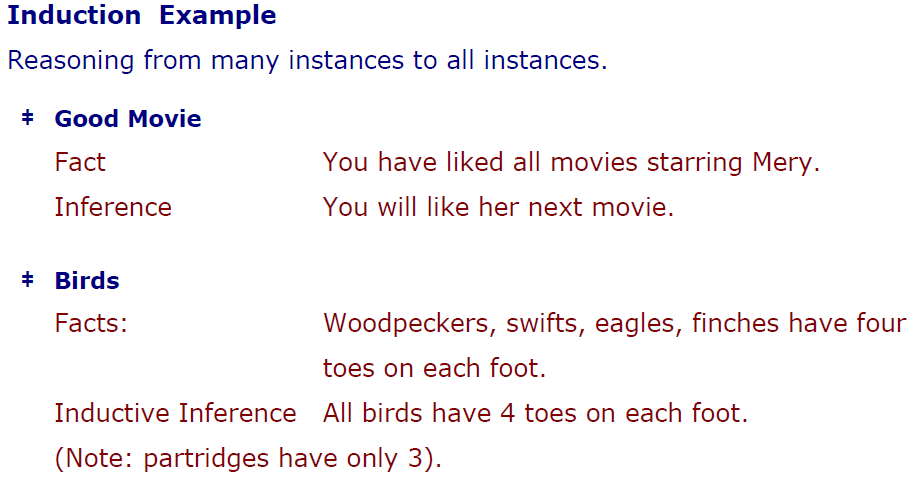 Induction Example
Reasoning from many instances to all instances.
‡ Good Movie
Fact You have liked all movies starring Mery.
Inference You will like her next movie.
‡ Birds
Facts: Woodpeckers, swifts, eagles, finches have four
toes on each foot.
Inductive Inference All birds have 4 toes on each foot.
(Note: partridges have only 3).